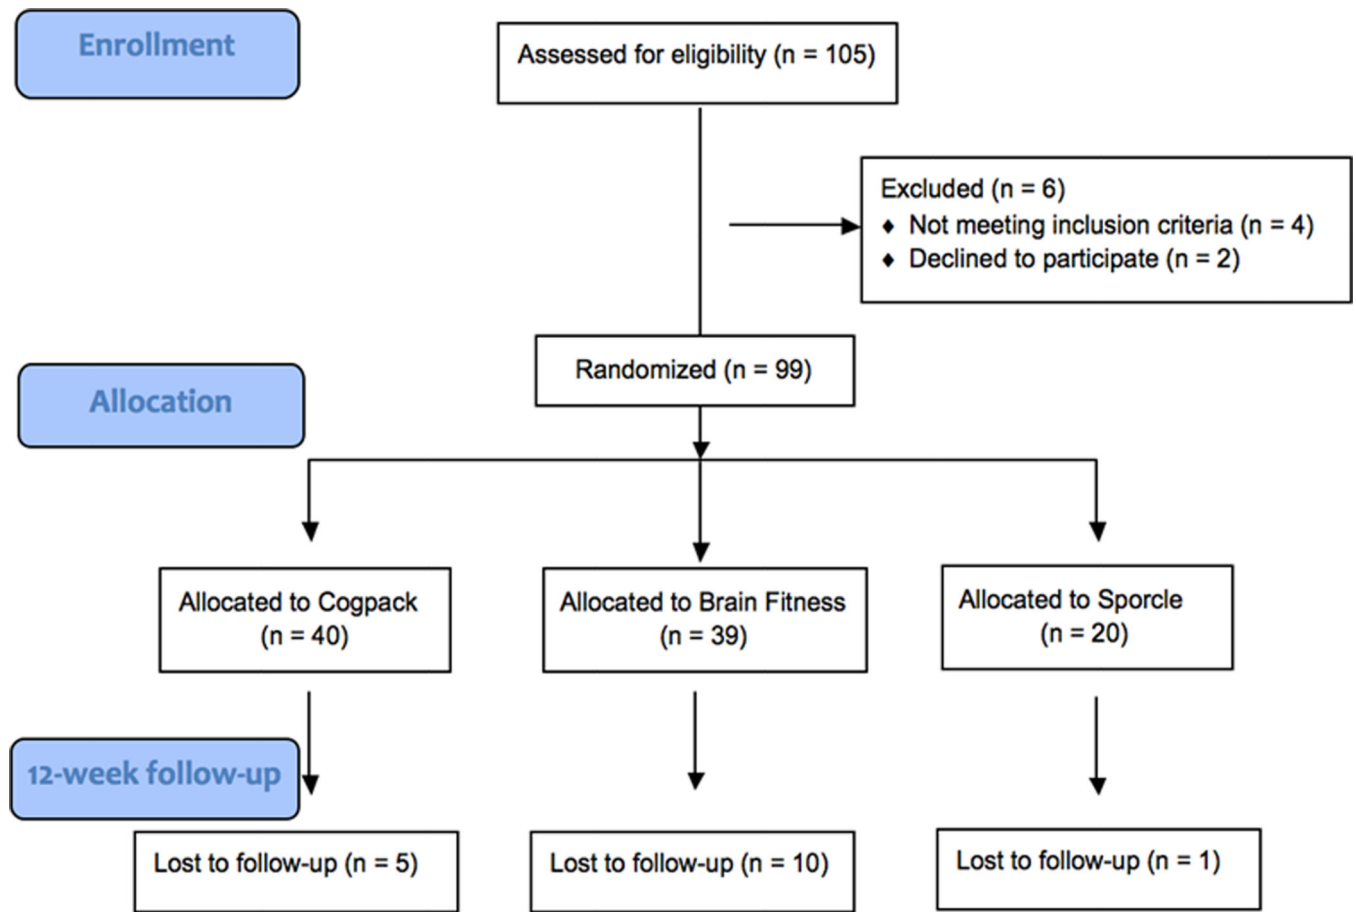 Enrollment
Assessed for eligibility (n = 105)
Excluded (n = 6)
♦ Not meeting inclusion criteria (n = 4)
♦ Declined to participate (n = 2)
Randomized (n = 99)
Allocation
Allocated to Cogpack
(n = 40)
Allocated to Brain Fitness
(n = 39)
Allocated to Sporcle
(n = 20)
12-week follow-up
Lost to follow-up (n = 5)
Lost to follow-up (n = 10)
Lost to follow-up (n = 1)